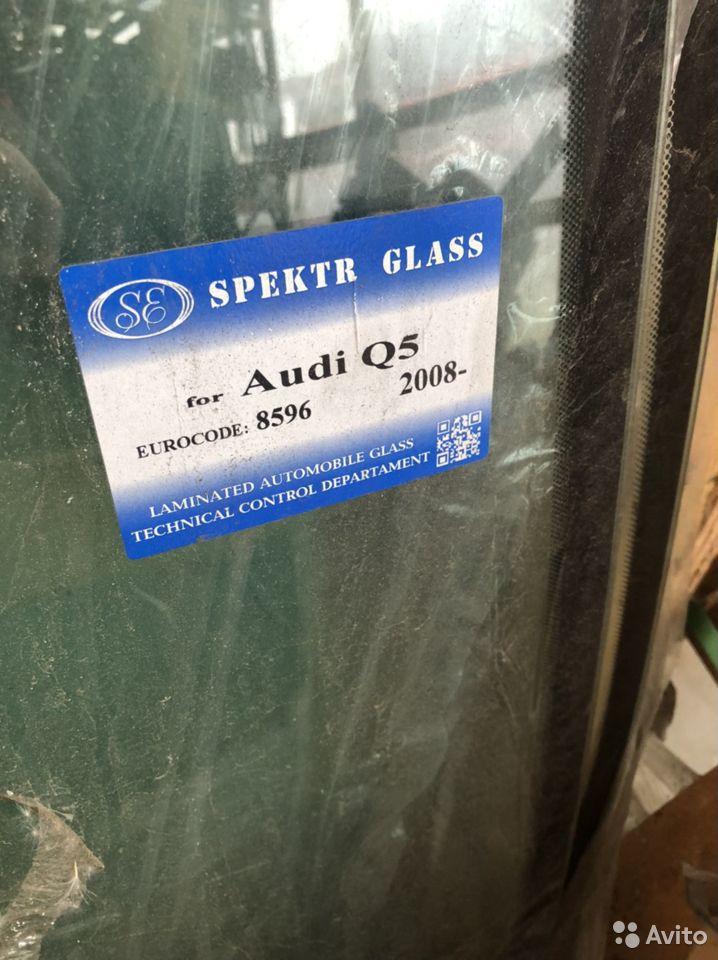 SE SPEKTR GLASS
for Audi Q5
2008-
EUROCODE: 8596
LAMINATED AUTOMOBILE GLASS
TECHNICAL CONTROL DEPARTAMENT
Avito